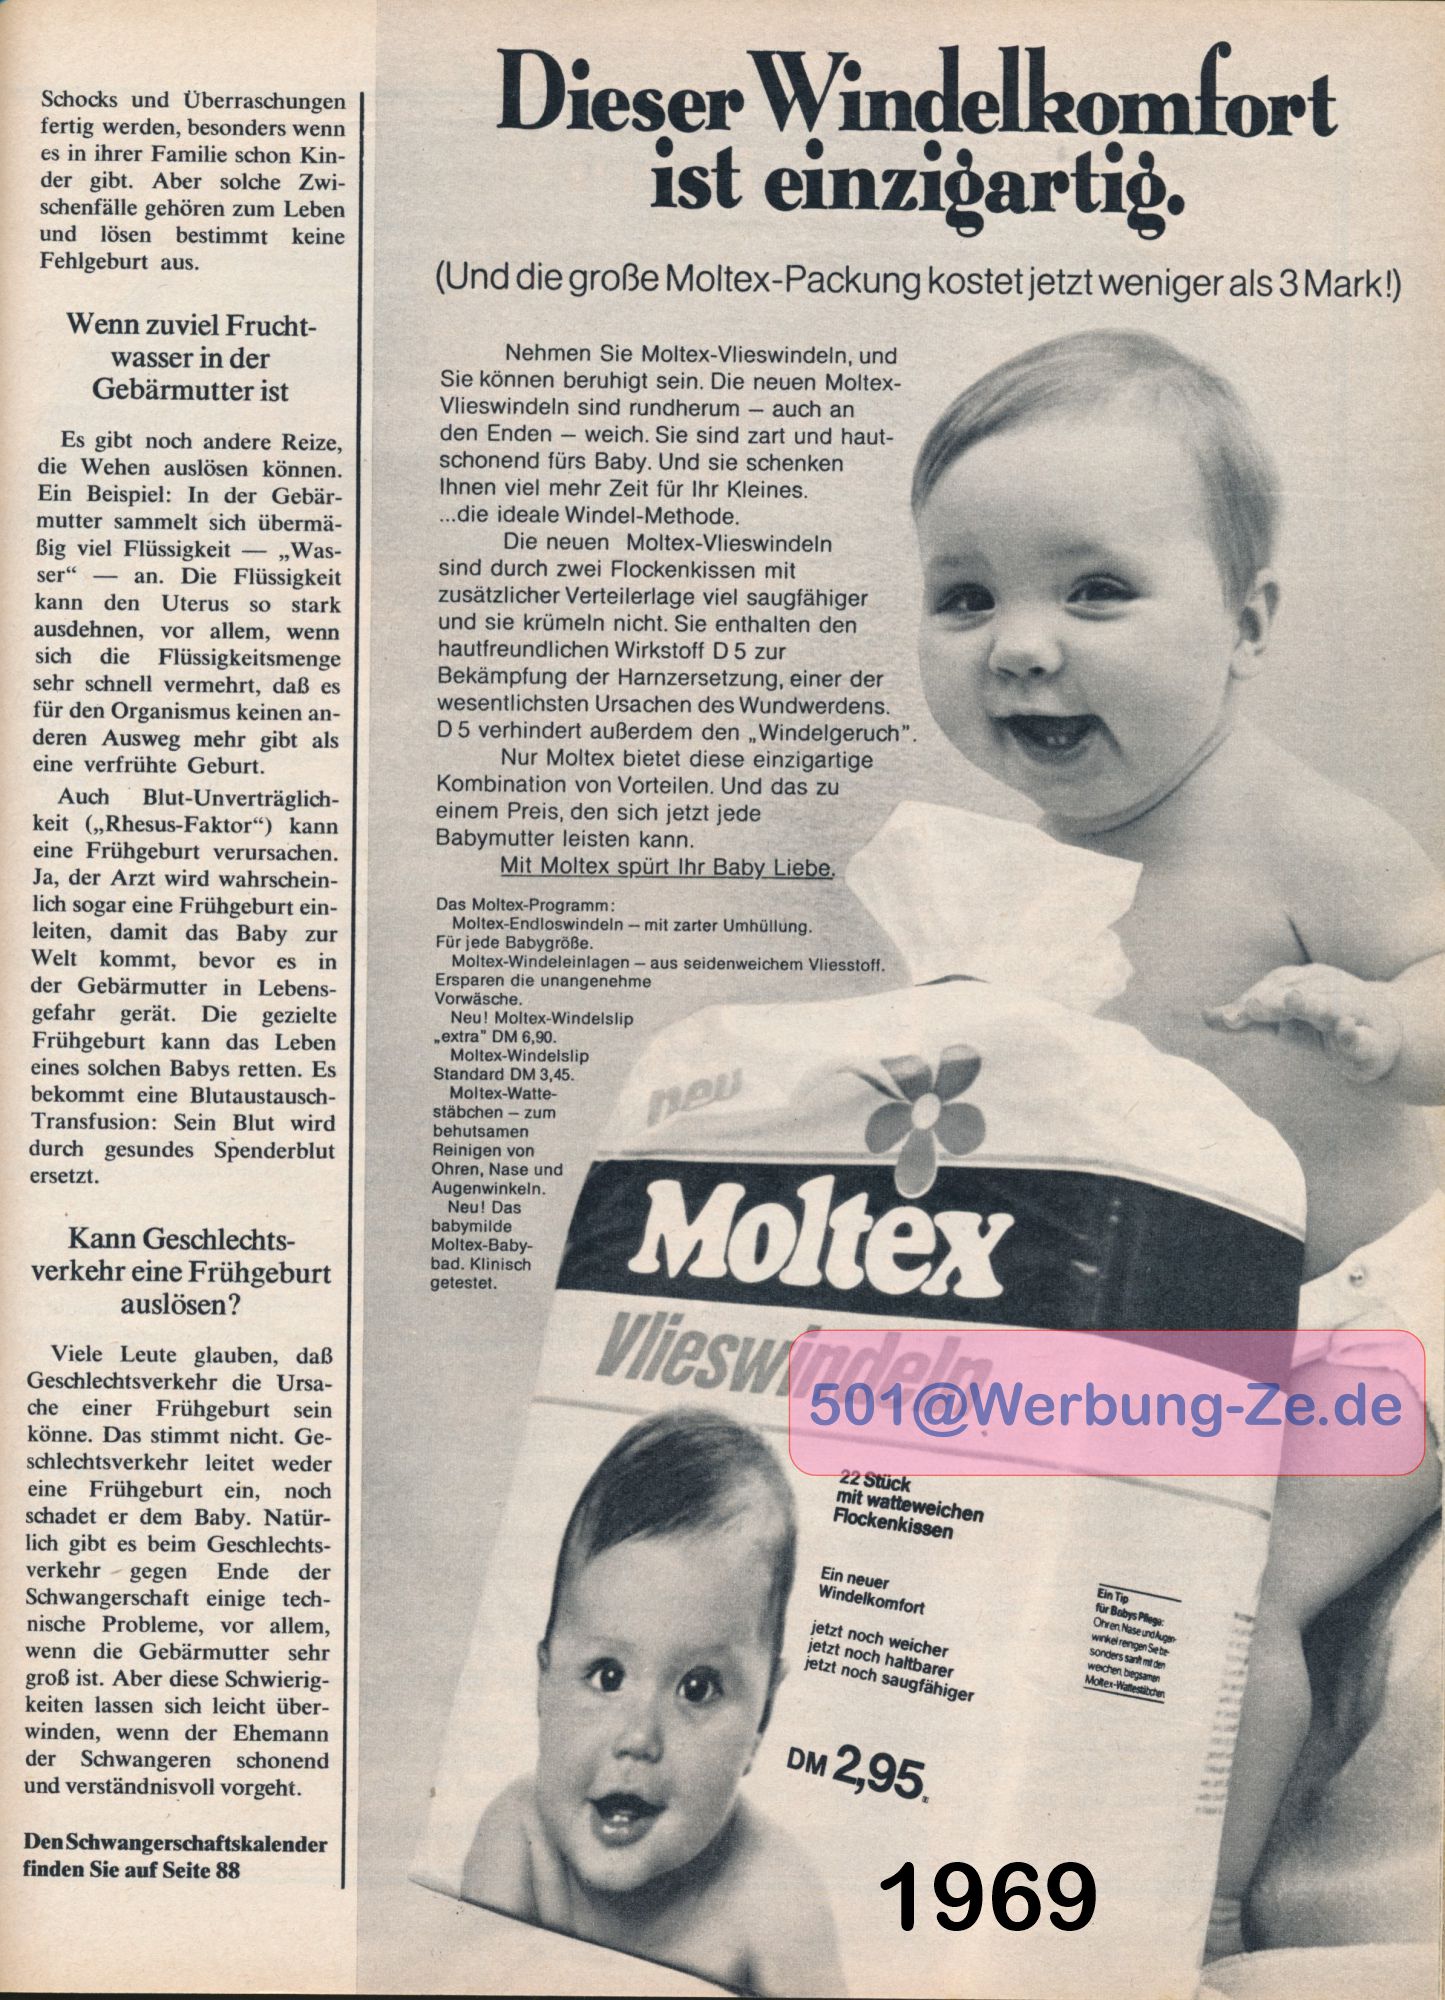 Schocks und Überraschungen
fertig werden, besonders wenn
es in ihrer Familie schon Kin-
der gibt. Aber solche Zwi-
schenfälle gehören zum Leben
und lösen bestimmt keine
Fehlgeburt aus.
Wenn zuviel Frucht-
wasser in der
Gebärmutter ist
Es gibt noch andere Reize,
die Wehen auslösen können.
Ein Beispiel: In der Gebär-
mutter sammelt sich übermä-
ßig viel Flüssigkeit — „Was-
ser“ — an. Die Flüssigkeit
kann den Uterus so stark
ausdehnen, vor allem, wenn
sich die Flüssigkeitsmenge
sehr schnell vermehrt, daß es
für den Organismus keinen an-
deren Ausweg mehr gibt als
eine verfrühte Geburt.
Auch Blut-Unverträglich-
keit („Rhesus-Faktor“) kann
eine Frühgeburt verursachen.
Ja, der Arzt wird wahrschein-
lich sogar eine Frühgeburt ein-
leiten, damit das Baby zur
Welt kommt, bevor es in
der Gebärmutter in Lebens-
gefahr gerät. Die gezielte
Frühgeburt kann das Leben
eines solchen Babys retten. Es
bekommt eine Blutaustausch-
Transfusion: Sein Blut wird
durch gesundes Spenderblut
ersetzt.
Kann Geschlechts-
verkehr eine Frühgeburt
auslösen?
Viele Leute glauben, daß
Geschlechtsverkehr die Ursa-
che einer Frühgeburt sein
könne. Das stimmt nicht. Ge-
schlechtsverkehr leitet weder
eine Frühgeburt ein, noch
schadet er dem Baby. Natür-
lich gibt es beim Geschlechts-
verkehr gegen Ende der
Schwangerschaft einige tech-
nische Probleme, vor allem,
wenn die Gebärmutter sehr
groß ist. Aber diese Schwierig-
keiten lassen sich leicht über-
winden, wenn der Ehemann
der Schwangeren schonend
und verständnisvoll vorgeht.
Den Schwangerschaftskalender
finden Sie auf Seite 88
Dieser Windelkomfort
ist einzigartig.
(Und die große Moltex-Packung kostet jetzt weniger als 3 Mark!)
Nehmen Sie Moltex-Vlieswindeln, und
Sie können beruhigt sein. Die neuen Moltex-
Vlieswindeln sind rundherum – auch an
den Enden – weich. Sie sind zart und haut-
schonend fürs Baby. Und sie schenken
Ihnen viel mehr Zeit für Ihr Kleines.
...die ideale Windel-Methode.
Die neuen Moltex-Vlieswindeln
sind durch zwei Flockenkissen mit
zusätzlicher Verteilerlage viel saugfähiger
und sie krümeln nicht. Sie enthalten den
hautfreundlichen Wirkstoff D 5 zur
Bekämpfung der Harnzersetzung, einer der
wesentlichsten Ursachen des Wundwerdens.
D 5 verhindert außerdem den „Windelgeruch”.
Nur Moltex bietet diese einzigartige
Kombination von Vorteilen. Und das zu
einem Preis, den sich jetzt jede
Babymutter leisten kann.
Mit Moltex spürt Ihr Baby Liebe.
Das Moltex-Programm:
Moltex-Endloswindeln – mit zarter Umhüllung.
Für jede Babygröße.
Moltex-Windeleinlagen – aus seidenweichem Vliesstoff.
Ersparen die unangenehme
Vorwäsche.
Neu! Moltex-Windelslip
„extra” DM 6,90.
Moltex-Windelslip
Standard DM 3,45.
Moltex-Watte-
stäbchen – zum
behutsamen
Reinigen von
Ohren, Nase und
Augenwinkeln.
Neu! Das
babymilde
Moltex-Baby-
bad. Klinisch
getestet.
neu
Moltex
Vlieswindeln
501@Werbung-Ze.de
22 Stück
mit watteweichen
Flockenkissen
Ein neuer
Windelkomfort
jetzt noch weicher
jetzt noch haltbarer
jetzt noch saugfähiger
DM 2,95
Ein Tip
für Babys Pflege:
Ohren, Nase und Augen-
winkel reinigen Sie be-
sonders sanft mit den
weichen, biegsamen
Moltex-Wattestäbchen
1969